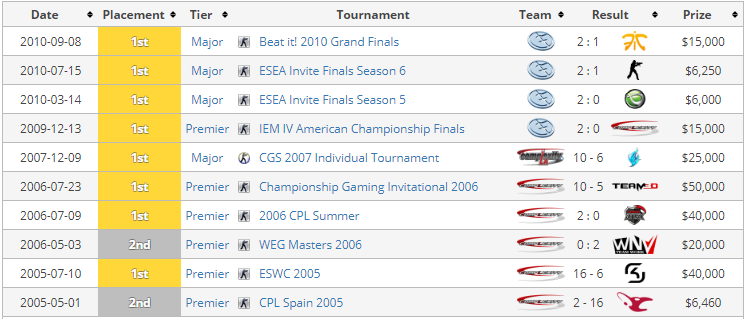 Date Placement Tier Tournament Team Result Prize
2010-09-08 1st Major Beat it! 2010 Grand Finals 2 : 1 $15,000
2010-07-15 1st Major ESEA Invite Finals Season 6 2 : 1 $6,250
2010-03-14 1st Major ESEA Invite Finals Season 5 2 : 0 $6,000
2009-12-13 1st Premier IEM IV American Championship Finals 2 : 0 $15,000
2007-12-09 1st Major CGS 2007 Individual Tournament 10 - 6 $25,000
2006-07-23 1st Premier Championship Gaming Invitational 2006 10 - 5 TEAM3D $50,000
2006-07-09 1st Premier 2006 CPL Summer 2 : 0 $40,000
2006-05-03 2nd Premier WEG Masters 2006 0 : 2 WNV $20,000
2005-07-10 1st Premier ESWC 2005 16 - 6 $40,000
2005-05-01 2nd Premier CPL Spain 2005 2 - 16 $6,460